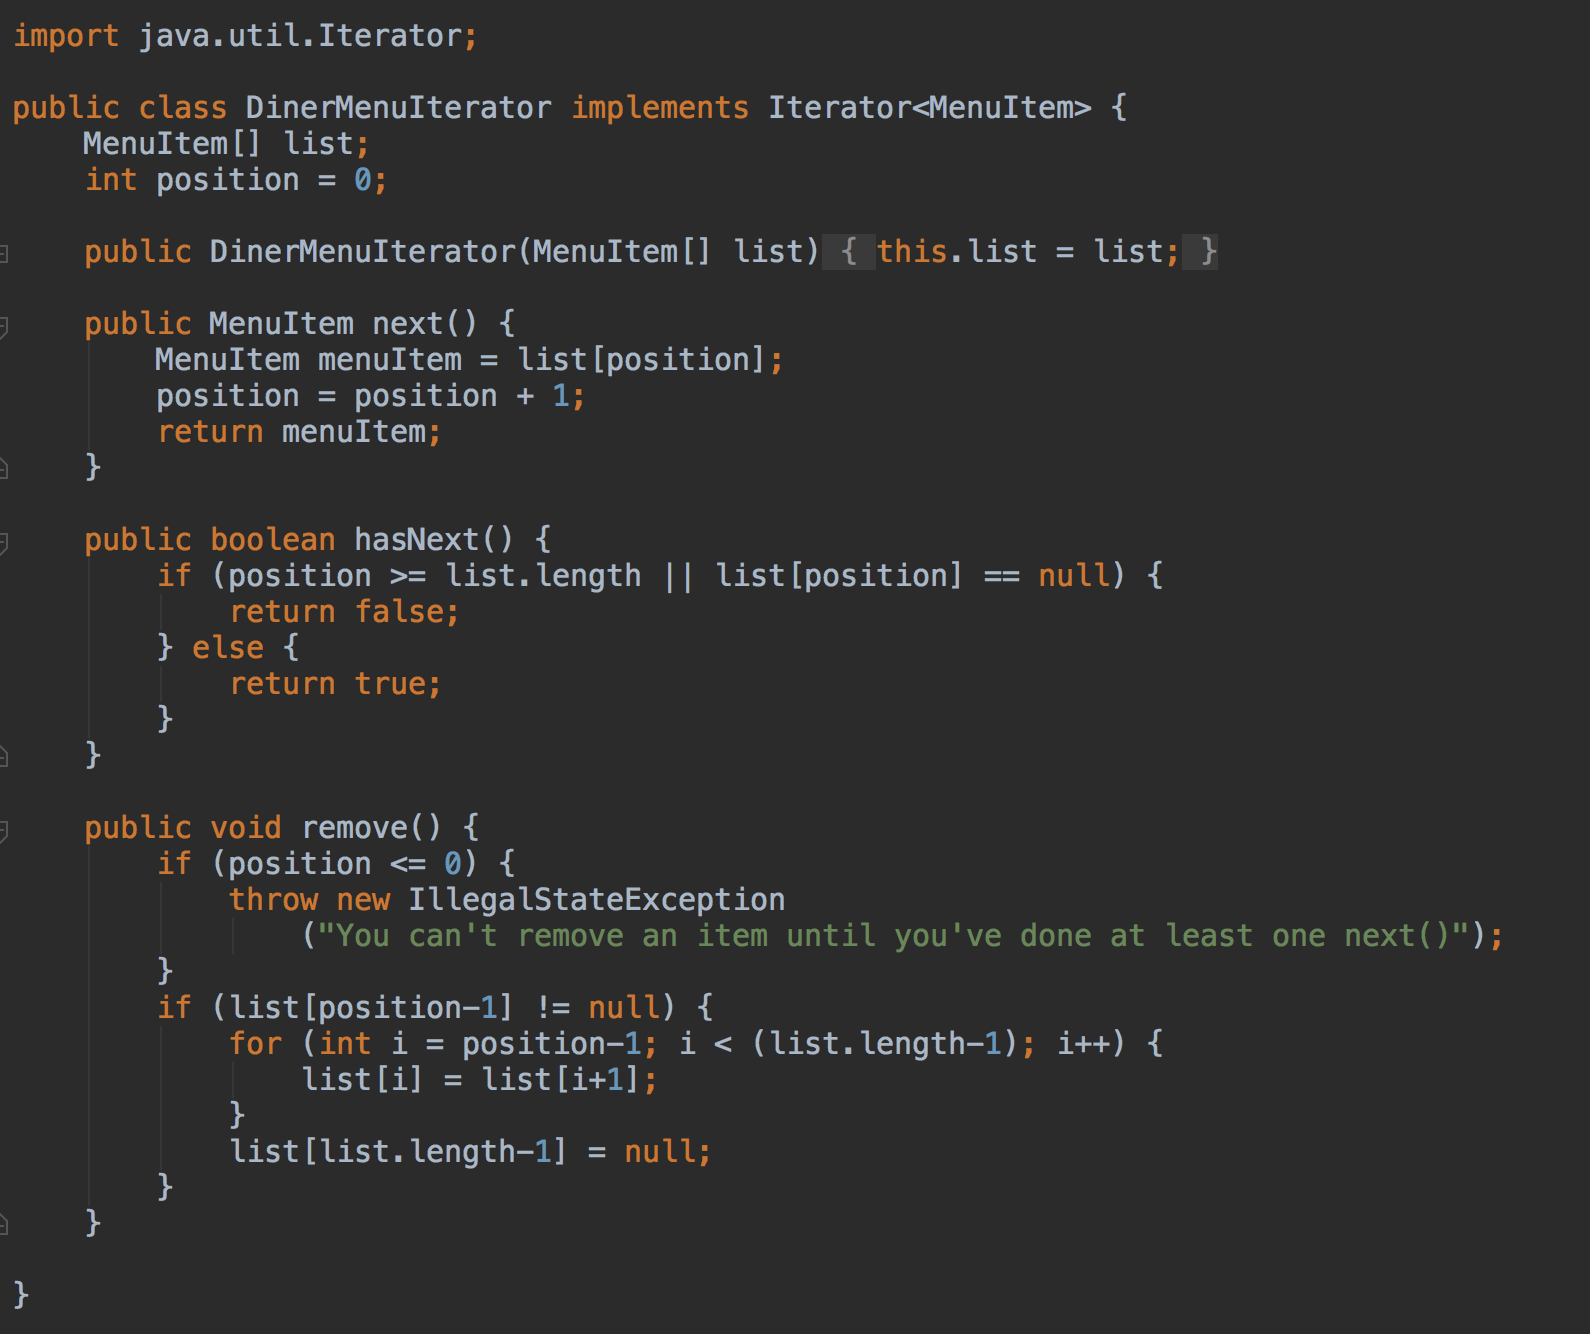 import java.util.Iterator;
public class DinerMenuIterator implements Iterator<MenuItem> {
    MenuItem[] list;
    int position = 0;
    public DinerMenuIterator(MenuItem[] list) { this.list = list; }
    public MenuItem next() {
        MenuItem menuItem = list[position];
        position = position + 1;
        return menuItem;
    }
    public boolean hasNext() {
        if (position >= list.length || list[position] == null) {
            return false;
        } else {
            return true;
        }
    }
    public void remove() {
        if (position <= 0) {
            throw new IllegalStateException
                ("You can't remove an item until you've done at least one next()");
        }
        if (list[position-1] != null) {
            for (int i = position-1; i < (list.length-1); i++) {
                list[i] = list[i+1];
            }
            list[list.length-1] = null;
        }
    }
}